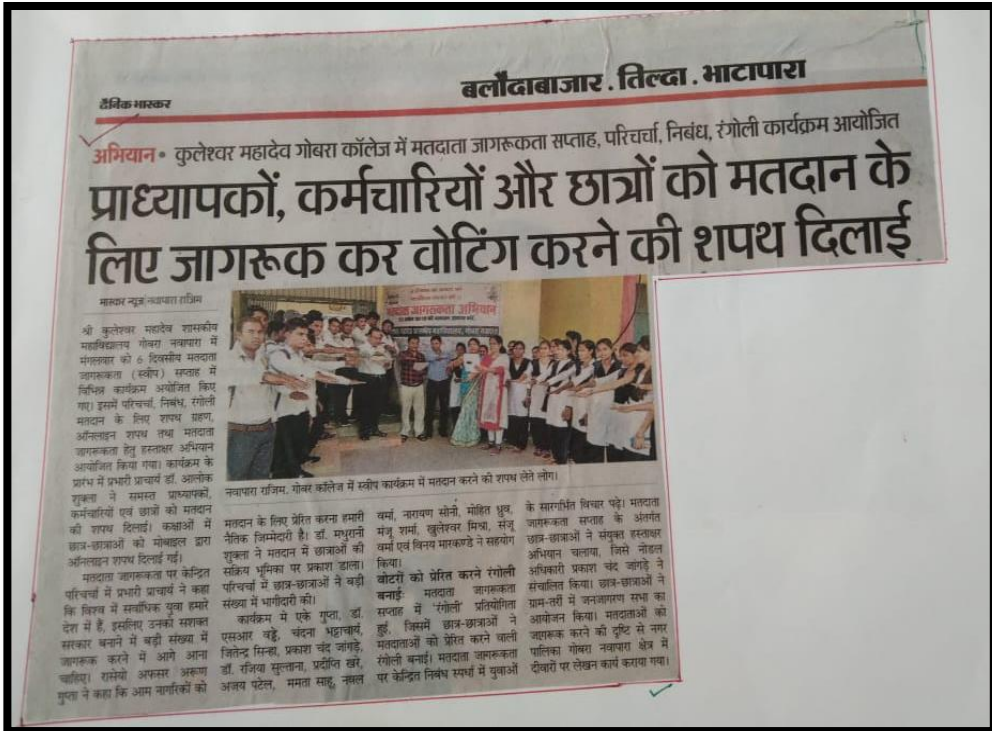 बलौदाबाजार. तिल्दा. भाटापारा
दैनिक भास्कर
अभियान • कुलेश्वर महादेव गोबरा कॉलेज में मतदाता जागरूकता सप्ताह, परिचर्चा, निबंध, रंगोली कार्यक्रम आयोजित
प्राध्यापकों, कर्मचारियों और छात्रों को मतदान के
लिए जागरूक कर वोटिंग करने की शपथ दिलाई
भास्कर न्यूज नवापारा राजिम
श्री कुलेश्वर महादेव शासकीय
महाविद्यालय गोबरा नवापारा में
मंगलवार को 6 दिवसीय मतदाता
जागरूकता (स्वीप) सप्ताह में
विभिन्न कार्यक्रम अयोजित किए
गए। इसमें परिचर्चा, निबंध, रंगोली
मतदान के लिए शपथ ग्रहण,
ऑनलाइन शपथ तथा मतदाता
जागरूकता हेतु हस्ताक्षर अभियान
आयोजित किया गया। कार्यक्रम के
प्रारंभ में प्रभारी प्राचार्य डॉ. आलोक
शुक्ला ने समस्त प्राध्यापकों,
कर्मचारियों एवं छात्रों को मतदान
की शपथ दिलाई। कक्षाओं में
छात्र-छात्राओं को मोबाइल द्वारा
ऑनलाइन शपथ दिलाई गई।
मतदाता जागरूकता पर केन्द्रित
परिचर्चा में प्रभारी प्राचार्य ने कहा
कि विश्व में सर्वाधिक युवा हमारे
देश में हैं, इसलिए उनको सशक्त
सरकार बनाने में बड़ी संख्या में
जागरूक करने में आगे आना
चाहिए। रासेयो अफसर अरूण
गुप्ता ने कहा कि आम नागरिकों को
मतदाता जागरूकता अभियान
नवापारा राजिम. गोबर कॉलेज में स्वीप कार्यक्रम में मतदान करने की शपथ लेते लोग।
मतदान के लिए प्रेरित करना हमारी
नैतिक जिम्मेदारी है। डॉ. मधुरानी
शुक्ला ने मतदान में छात्राओं की
सक्रिय भूमिका पर प्रकाश डाला।
परिचर्चा में छात्र-छात्राओं ने बड़ी
संख्या में भागीदारी की।
कार्यक्रम मे एके गुप्ता, डॉ.
एसआर वड्डे, चंदना भट्टाचार्य,
जितेन्द्र सिन्हा, प्रकाश चंद जांगड़े,
डॉ. रजिया सुल्ताना, प्रदीप्ति खरे,
अजय पटेल, ममता साहू, नवल
वर्मा, नारायण सोनी, मोहित ध्रुव,
मंजू शर्मा, खुलेश्वर मिश्रा, संजू
वर्मा एवं विनय मारकण्डे ने सहयोग
किया।
वोटरों को प्रेरित करने रंगोली
बनाई: मतदाता जागरूकता
सप्ताह में 'रंगोली' प्रतियोगिता
हुई, जिसमें छात्र-छात्राओं ने
मतदाताओं को प्रेरित करने वाली
रंगोली बनाई। मतदाता जागरूकता
पर केन्द्रित निबंध स्पर्धा में युवाओं
के सारगर्भित विचार पढ़े। मतदाता
जागरूकता सप्ताह के अंतर्गत
छात्र-छात्राओं ने संयुक्त हस्ताक्षर
अभियान चलाया, जिसे नोडल
अधिकारी प्रकाश चंद जांगड़े ने
संचालित किया। छात्र-छात्राओं ने
ग्राम-तर्री में जनजागरण सभा का
आयोजन किया। मतदाताओं को
जागरूक करने की दृष्टि से नगर
पालिका गोबरा नवापारा क्षेत्र में
दीवारों पर लेखन कार्य कराया गया।